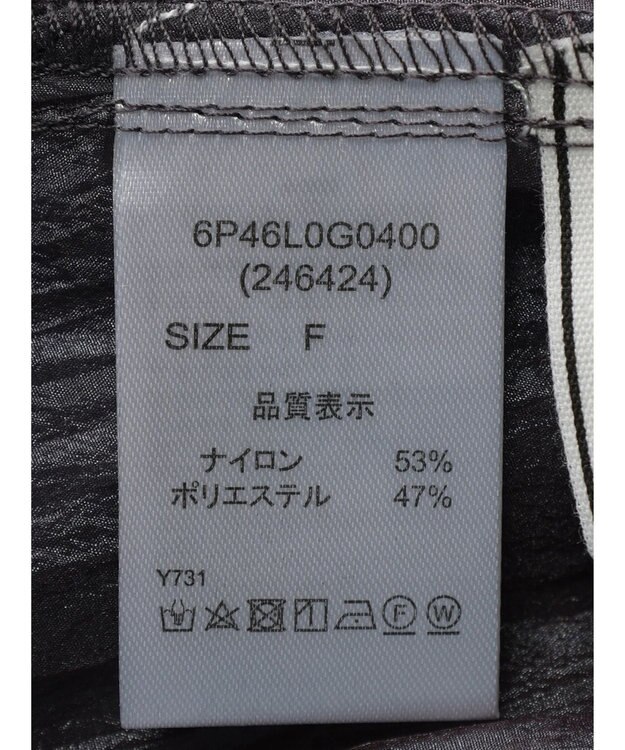 6P46L0G0400
(246424)
SIZE F
品質表示
ナイロン 53%
ポリエステル 47%
Y731
F W